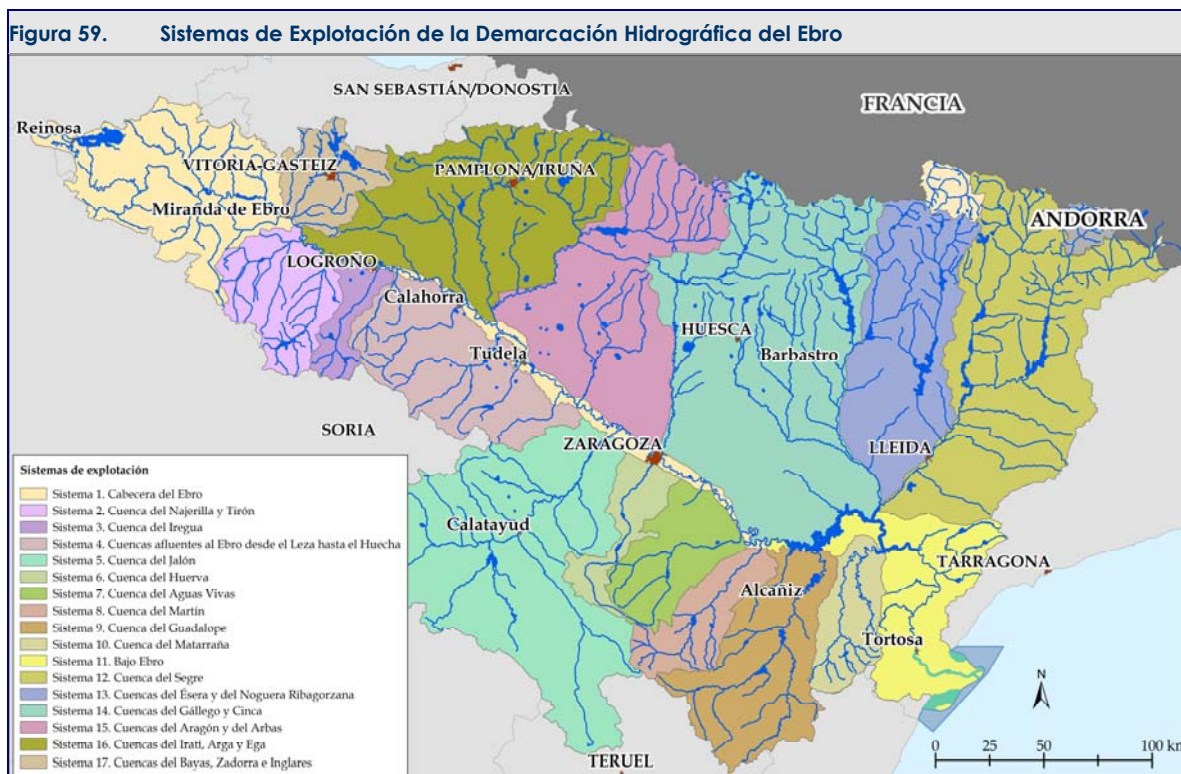 Figura 59. Sistemas de Explotación de la Demarcación Hidrográfica del Ebro
SAN SEBASTIÁN/DONOSTIA
FRANCIA
Reinosa
VITORIA-GASTEIZ
PAMPLONA/IRUÑA
Miranda de Ebro
ANDORRA
LOGROÑO
Calahorra
HUESCA
Barbastro
Tudela
SORIA
ZARAGOZA
LLEIDA
Calatayud
TARRAGONA
Alcañiz
Tortosa
TERUEL
Sistemas de explotación
Sistema 1. Cabecera del Ebro
Sistema 2. Cuenca del Najerilla y Tirón
Sistema 3. Cuenca del Iregua
Sistema 4. Cuencas afluentes al Ebro desde el Leza hasta el Huecha
Sistema 5. Cuenca del Jalón
Sistema 6. Cuenca del Huerva
Sistema 7. Cuenca del Aguas Vivas
Sistema 8. Cuenca del Martín
Sistema 9. Cuenca del Guadalope
Sistema 10. Cuenca del Matarraña
Sistema 11. Bajo Ebro
Sistema 12. Cuenca del Segre
Sistema 13. Cuencas del Ésera y del Noguera Ribagorzana
Sistema 14. Cuencas del Gállego y Cinca
Sistema 15. Cuencas del Aragón y del Arbas
Sistema 16. Cuencas del Irati, Arga y Ega
Sistema 17. Cuencas del Bayas, Zadorra e Inglares
N
0 25 50 100 km